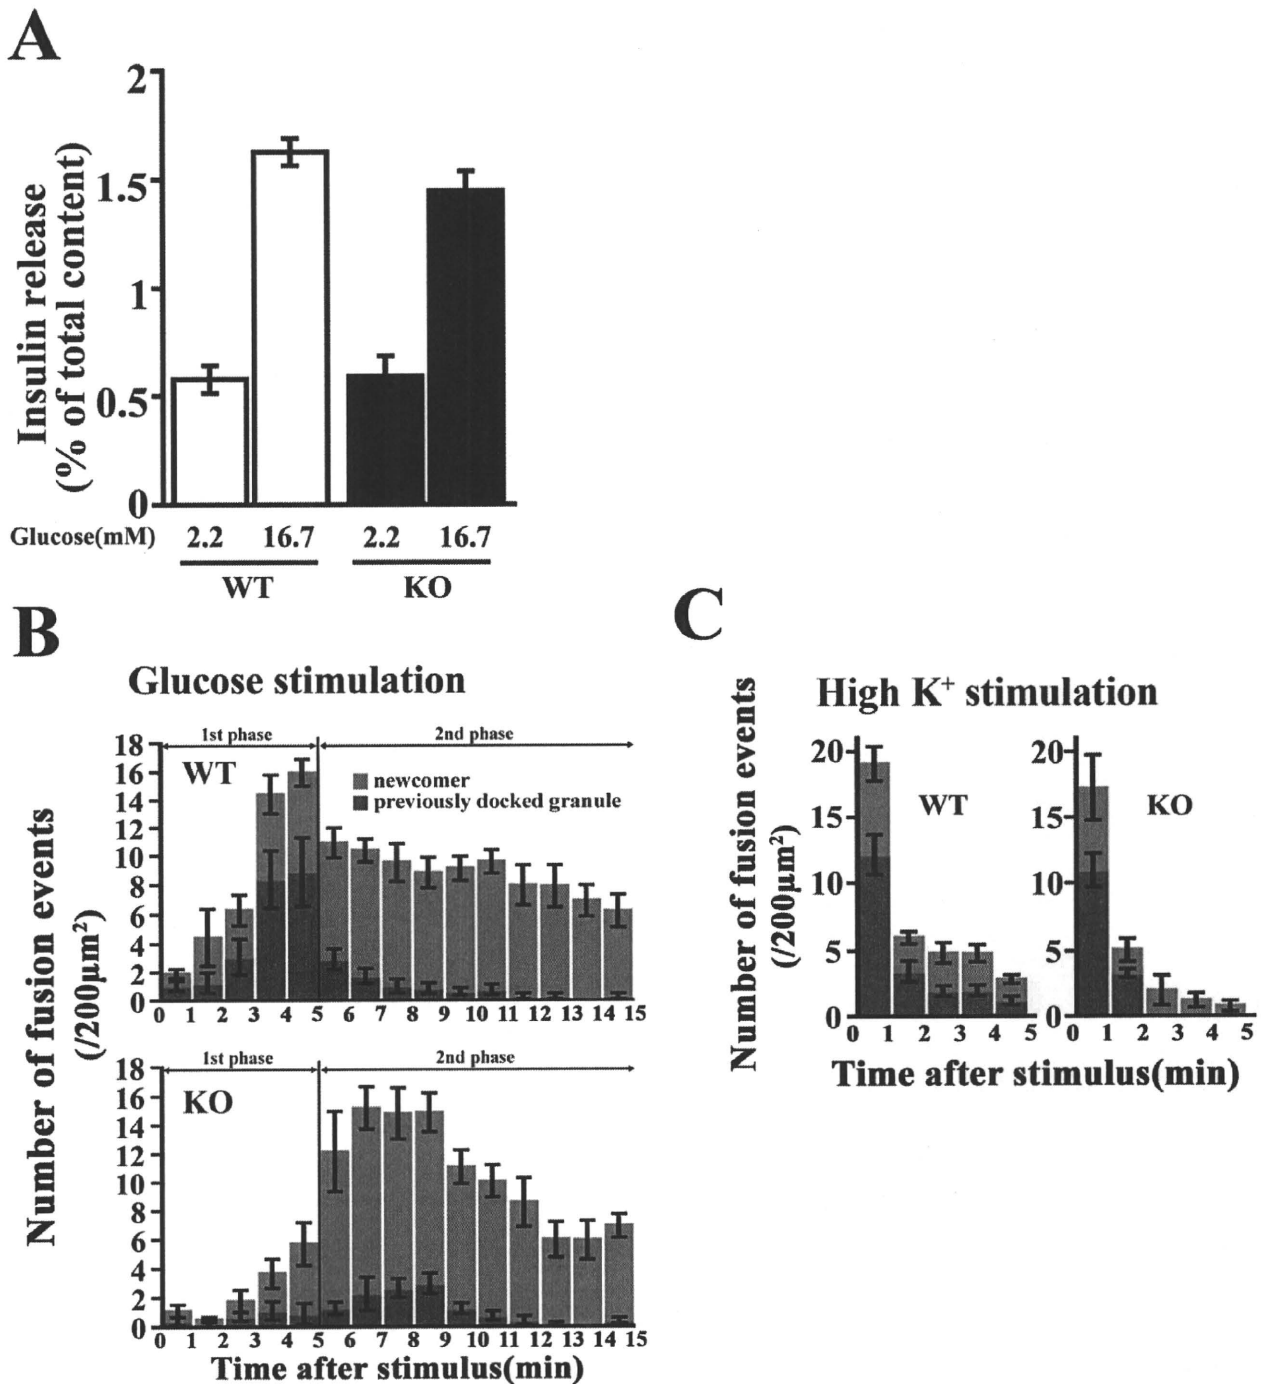 A
Insulin release
(% of total content)
2
1.5
1
0.5
0
Glucose(mM) 2.2 16.7 2.2 16.7
WT KO
B
Glucose stimulation
Number of fusion events
(/200μm²)
1st phase 2nd phase
18
16
14
12
10
8
6
4
2
0
WT
newcomer
previously docked granule
0 1 2 3 4 5 6 7 8 9 10 11 12 13 14 15
1st phase 2nd phase
18
16
14
12
10
8
6
4
2
0
KO
0 1 2 3 4 5 6 7 8 9 10 11 12 13 14 15
Time after stimulus(min)
C
High K⁺ stimulation
Number of fusion events
(/200μm²)
20
15
10
5
0
WT
0 1 2 3 4 5
20
15
10
5
0
KO
0 1 2 3 4 5
Time after stimulus(min)